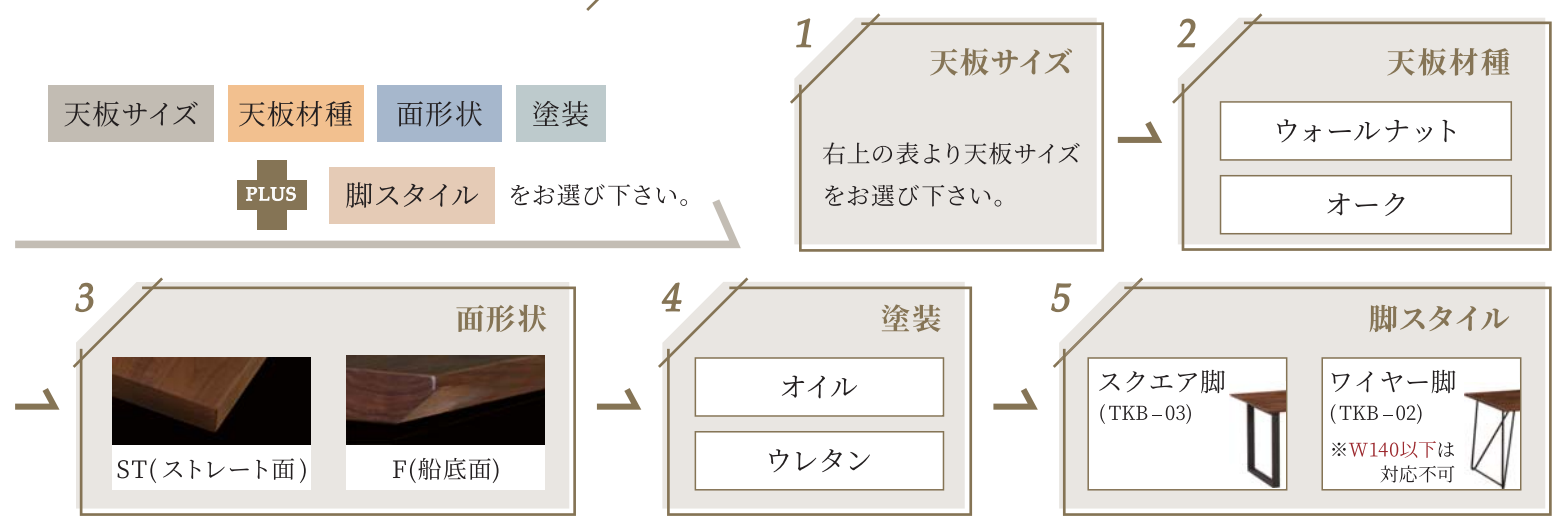 天板サイズ 天板材種 面形状 塗装
PLUS 脚スタイル をお選び下さい。
1
天板サイズ
右上の表より天板サイズ
をお選び下さい。
2
天板材種
ウォールナット
オーク
3
面形状
ST(ストレート面)
F(船底面)
4
塗装
オイル
ウレタン
5
脚スタイル
スクエア脚
(TKB–03)
ワイヤー脚
(TKB–02)
※W140以下は
対応不可